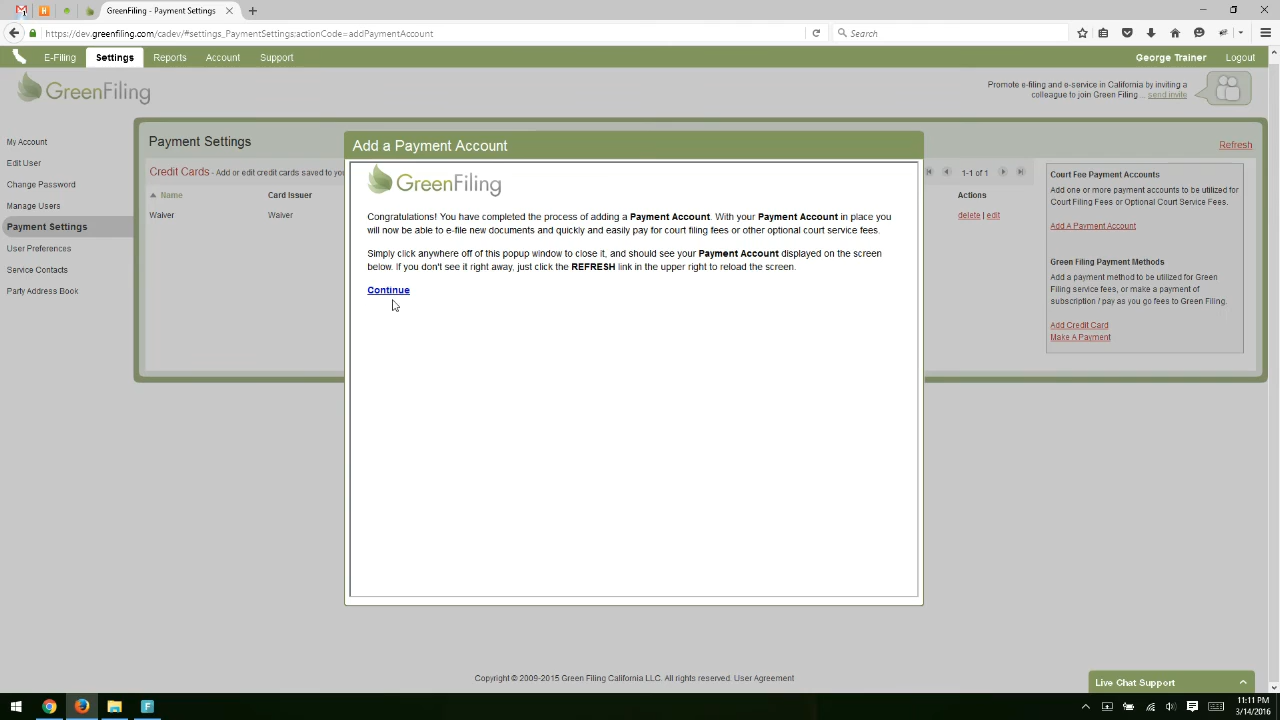 GreenFiling - Payment Settings
https://dev.greenfiling.com/cadev/#settings_PaymentSettings:actionCode=addPaymentAccount
Search
E-Filing Settings Reports Account Support
George Trainer Logout
GreenFiling
Promote e-filing and e-service in California by inviting a
colleague to join Green Filing... send invite
My Account
Edit User
Change Password
Manage Users
Payment Settings
User Preferences
Service Contacts
Party Address Book
Payment Settings
Refresh
Credit Cards - Add or edit credit cards saved to you
1-1 of 1
Name Card Issuer Actions
Waiver Waiver delete | edit
Court Fee Payment Accounts
Add one or more payment accounts to be utilized for
Court Filing Fees or Optional Court Service Fees.
Add A Payment Account
Green Filing Payment Methods
Add a payment method to be utilized for Green
Filing service fees, or make a payment of
subscription / pay as you go fees to Green Filing.
Add Credit Card
Make A Payment
Add a Payment Account
GreenFiling
Congratulations! You have completed the process of adding a Payment Account. With your Payment Account in place you
will now be able to e-file new documents and quickly and easily pay for court filing fees or other optional court service fees.
Simply click anywhere off of this popup window to close it, and should see your Payment Account displayed on the screen
below. If you don't see it right away, just click the REFRESH link in the upper right to reload the screen.
Continue
Copyright © 2009-2015 Green Filing California LLC. All rights reserved. User Agreement
Live Chat Support
11:11 PM
3/14/2016